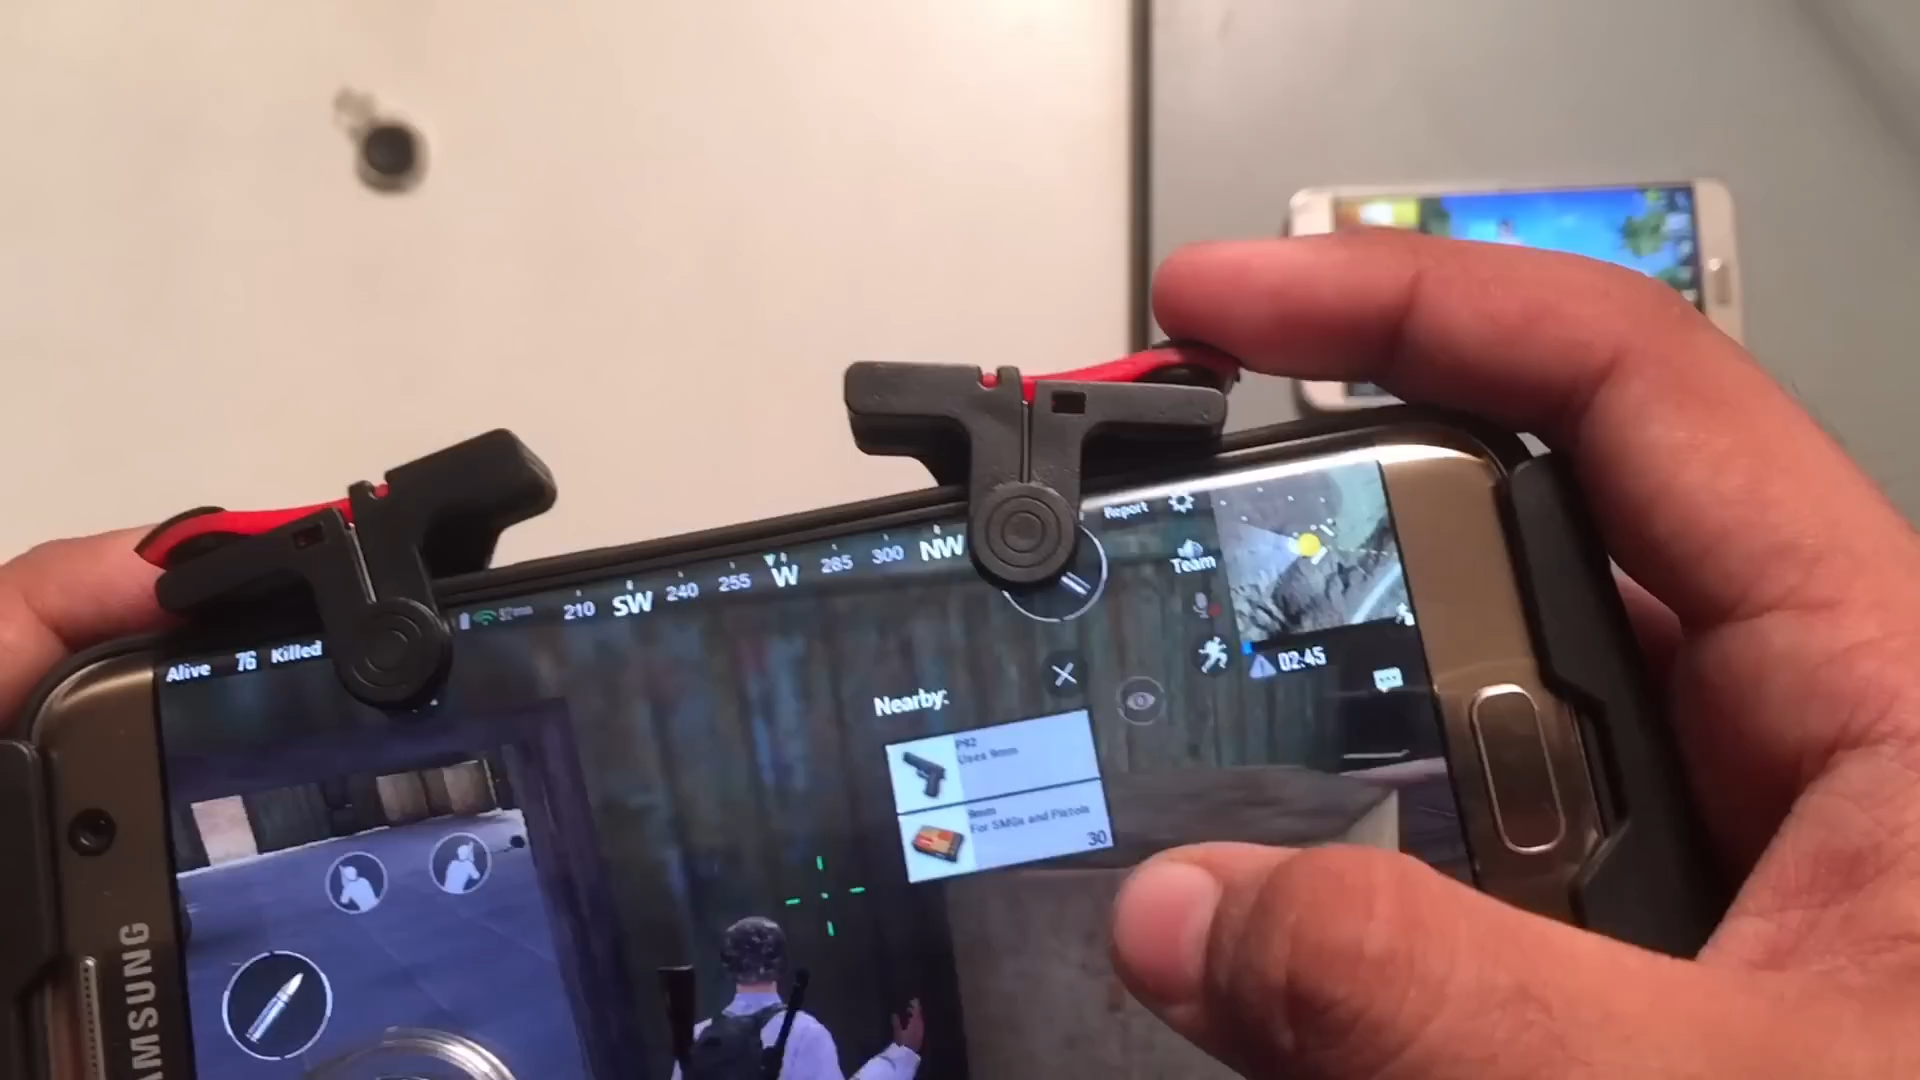 210 SW 240 255 W 285 300 NW
Report
Team
Alive 76 Killed
02:45
Nearby:
P92
Uses 9mm
9mm
For SMGs and Pistols
30
SAMSUNG